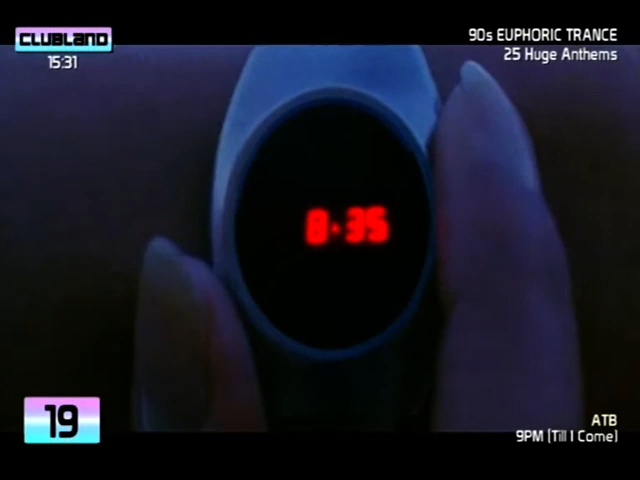 CLUBLAND
15:31
90s EUPHORIC TRANCE
25 Huge Anthems
8:35
19
ATB
9PM (Till I Come)